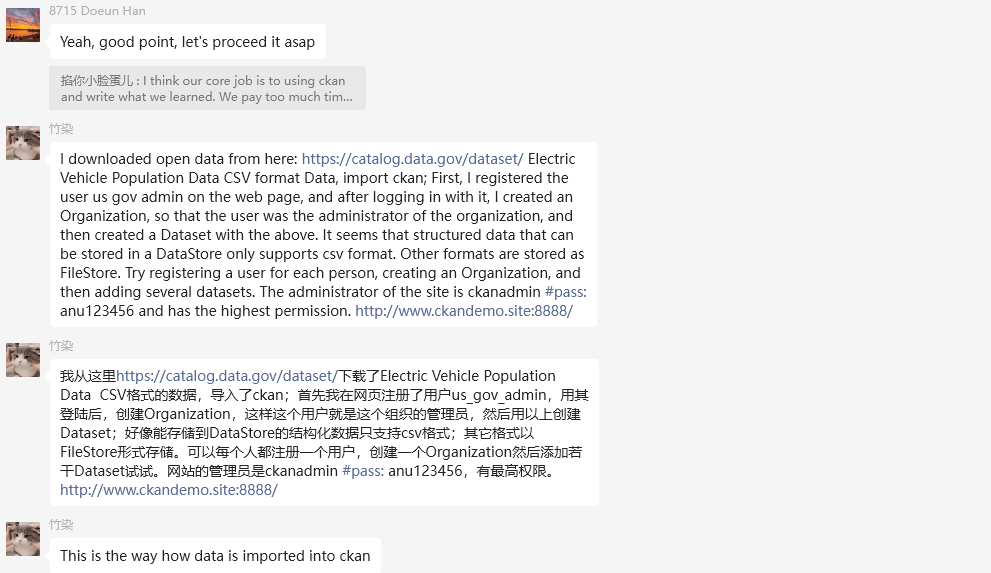 8715 Doeun Han
Yeah, good point, let's proceed it asap
掐你小脸蛋儿 : I think our core job is to using ckan
and write what we learned. We pay too much tim...
竹染
I downloaded open data from here: https://catalog.data.gov/dataset/ Electric
Vehicle Population Data CSV format Data, import ckan; First, I registered the
user us gov admin on the web page, and after logging in with it, I created an
Organization, so that the user was the administrator of the organization, and
then created a Dataset with the above. It seems that structured data that can
be stored in a DataStore only supports csv format. Other formats are stored as
FileStore. Try registering a user for each person, creating an Organization, and
then adding several datasets. The administrator of the site is ckanadmin #pass:
anu123456 and has the highest permission. http://www.ckandemo.site:8888/
竹染
我从这里https://catalog.data.gov/dataset/下载了Electric Vehicle Population
Data  CSV格式的数据，导入了ckan；首先我在网页注册了用户us_gov_admin，用其
登陆后，创建Organization，这样这个用户就是这个组织的管理员，然后用以上创建
Dataset；好像能存储到DataStore的结构化数据只支持csv格式；其它格式以
FileStore形式存储。可以每个人都注册一个用户，创建一个Organization然后添加若
干Dataset试试。网站的管理员是ckanadmin #pass: anu123456，有最高权限。
http://www.ckandemo.site:8888/
竹染
This is the way how data is imported into ckan